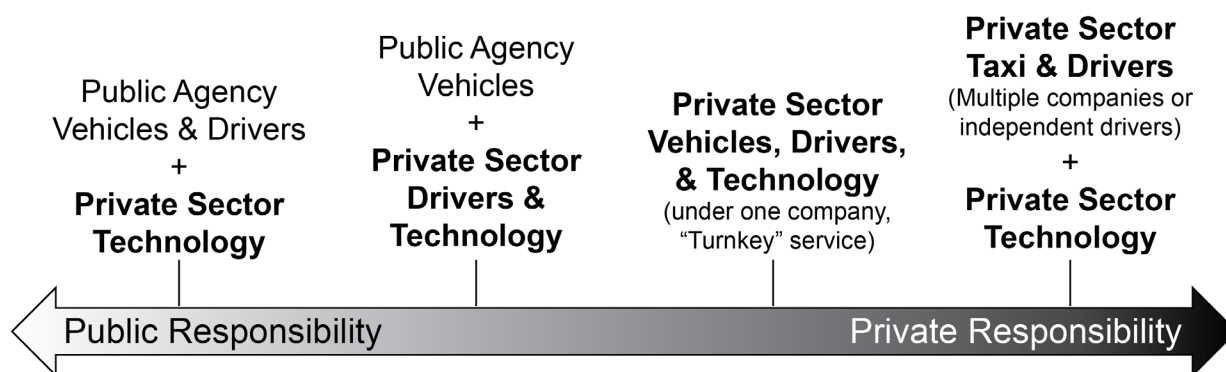 Public Agency
Vehicles & Drivers
+
Private Sector
Technology
Public Agency
Vehicles
+
Private Sector
Drivers &
Technology
Private Sector
Vehicles, Drivers,
& Technology
(under one company,
“Turnkey” service)
Private Sector
Taxi & Drivers
(Multiple companies or
independent drivers)
+
Private Sector
Technology
Public Responsibility
Private Responsibility